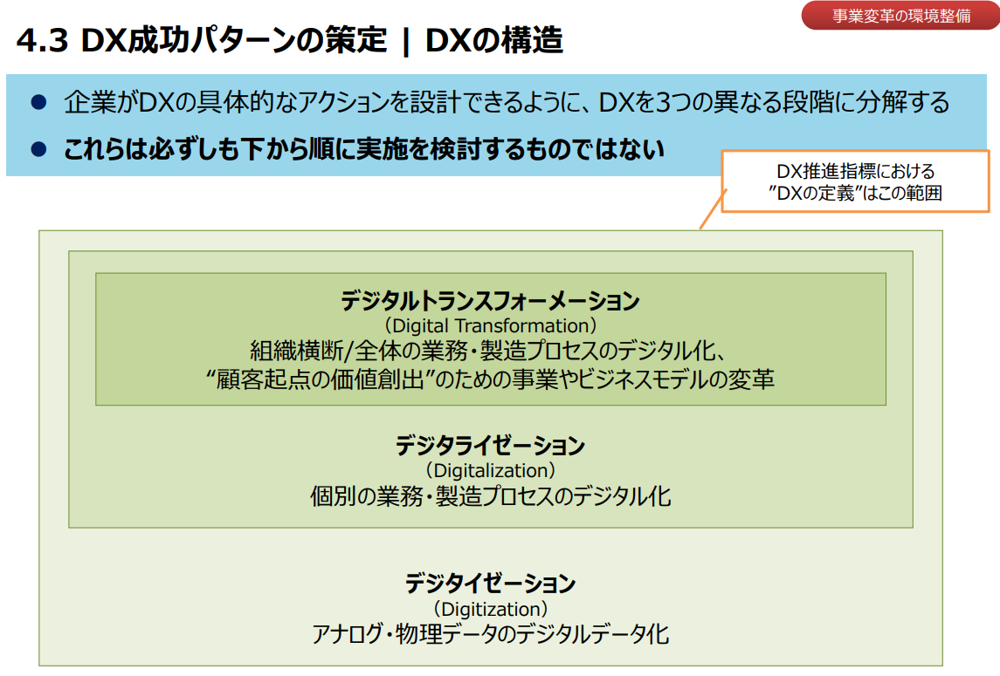 事業変革の環境整備
4.3 DX成功パターンの策定 | DXの構造
● 企業がDXの具体的なアクションを設計できるように、DXを3つの異なる段階に分解する
● これらは必ずしも下から順に実施を検討するものではない
DX推進指標における
”DXの定義”はこの範囲
デジタルトランスフォーメーション
（Digital Transformation）
組織横断/全体の業務・製造プロセスのデジタル化、
“顧客起点の価値創出”のための事業やビジネスモデルの変革
デジタライゼーション
（Digitalization）
個別の業務・製造プロセスのデジタル化
デジタイゼーション
（Digitization）
アナログ・物理データのデジタルデータ化